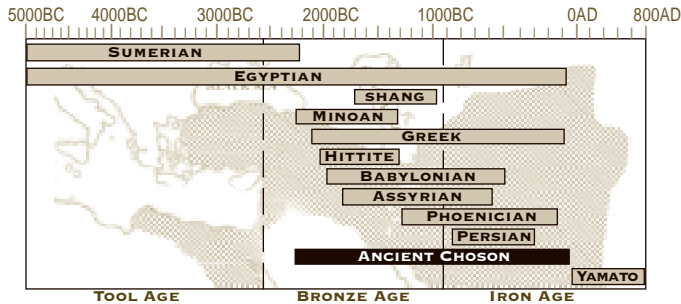 5000BC 4000BC 3000BC 2000BC 1000BC 0AD 800AD
SUMERIAN
EGYPTIAN
SHANG
MINOAN
GREEK
HITTITE
BABYLONIAN
ASSYRIAN
PHOENICIAN
PERSIAN
ANCIENT CHOSON
YAMATO
TOOL AGE BRONZE AGE IRON AGE